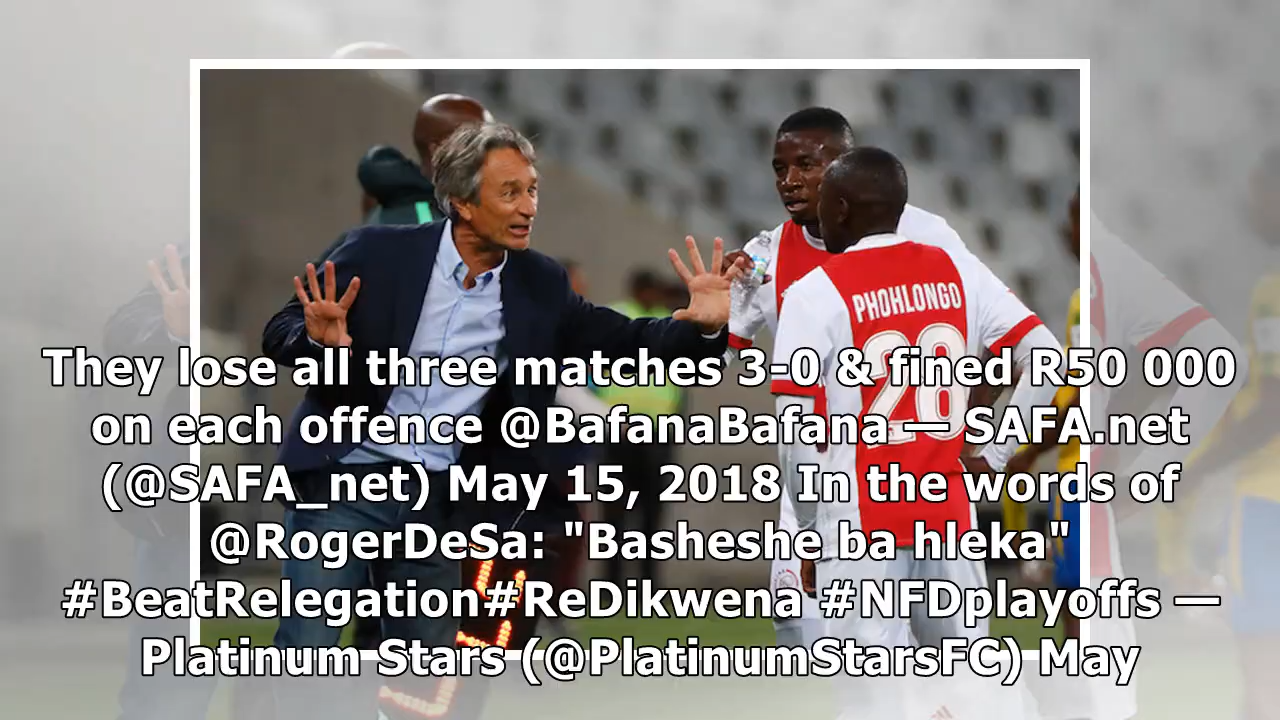 PHOHLONGO
28
They lose all three matches 3-0 & fined R50 000
on each offence @BafanaBafana — SAFA.net
(@SAFA_net) May 15, 2018 In the words of
@RogerDeSa: "Basheshe ba hleka"
#BeatRelegation#ReDikwena #NFDplayoffs —
Platinum Stars (@PlatinumStarsFC) May